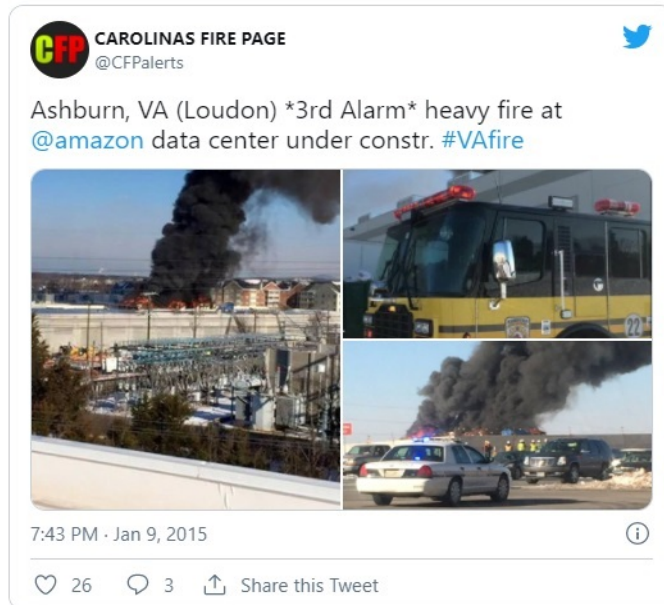 CFP
CAROLINAS FIRE PAGE
@CFPalerts
Ashburn, VA (Loudon) *3rd Alarm* heavy fire at
@amazon data center under constr. #VAfire
22
7:43 PM · Jan 9, 2015
26
3
Share this Tweet